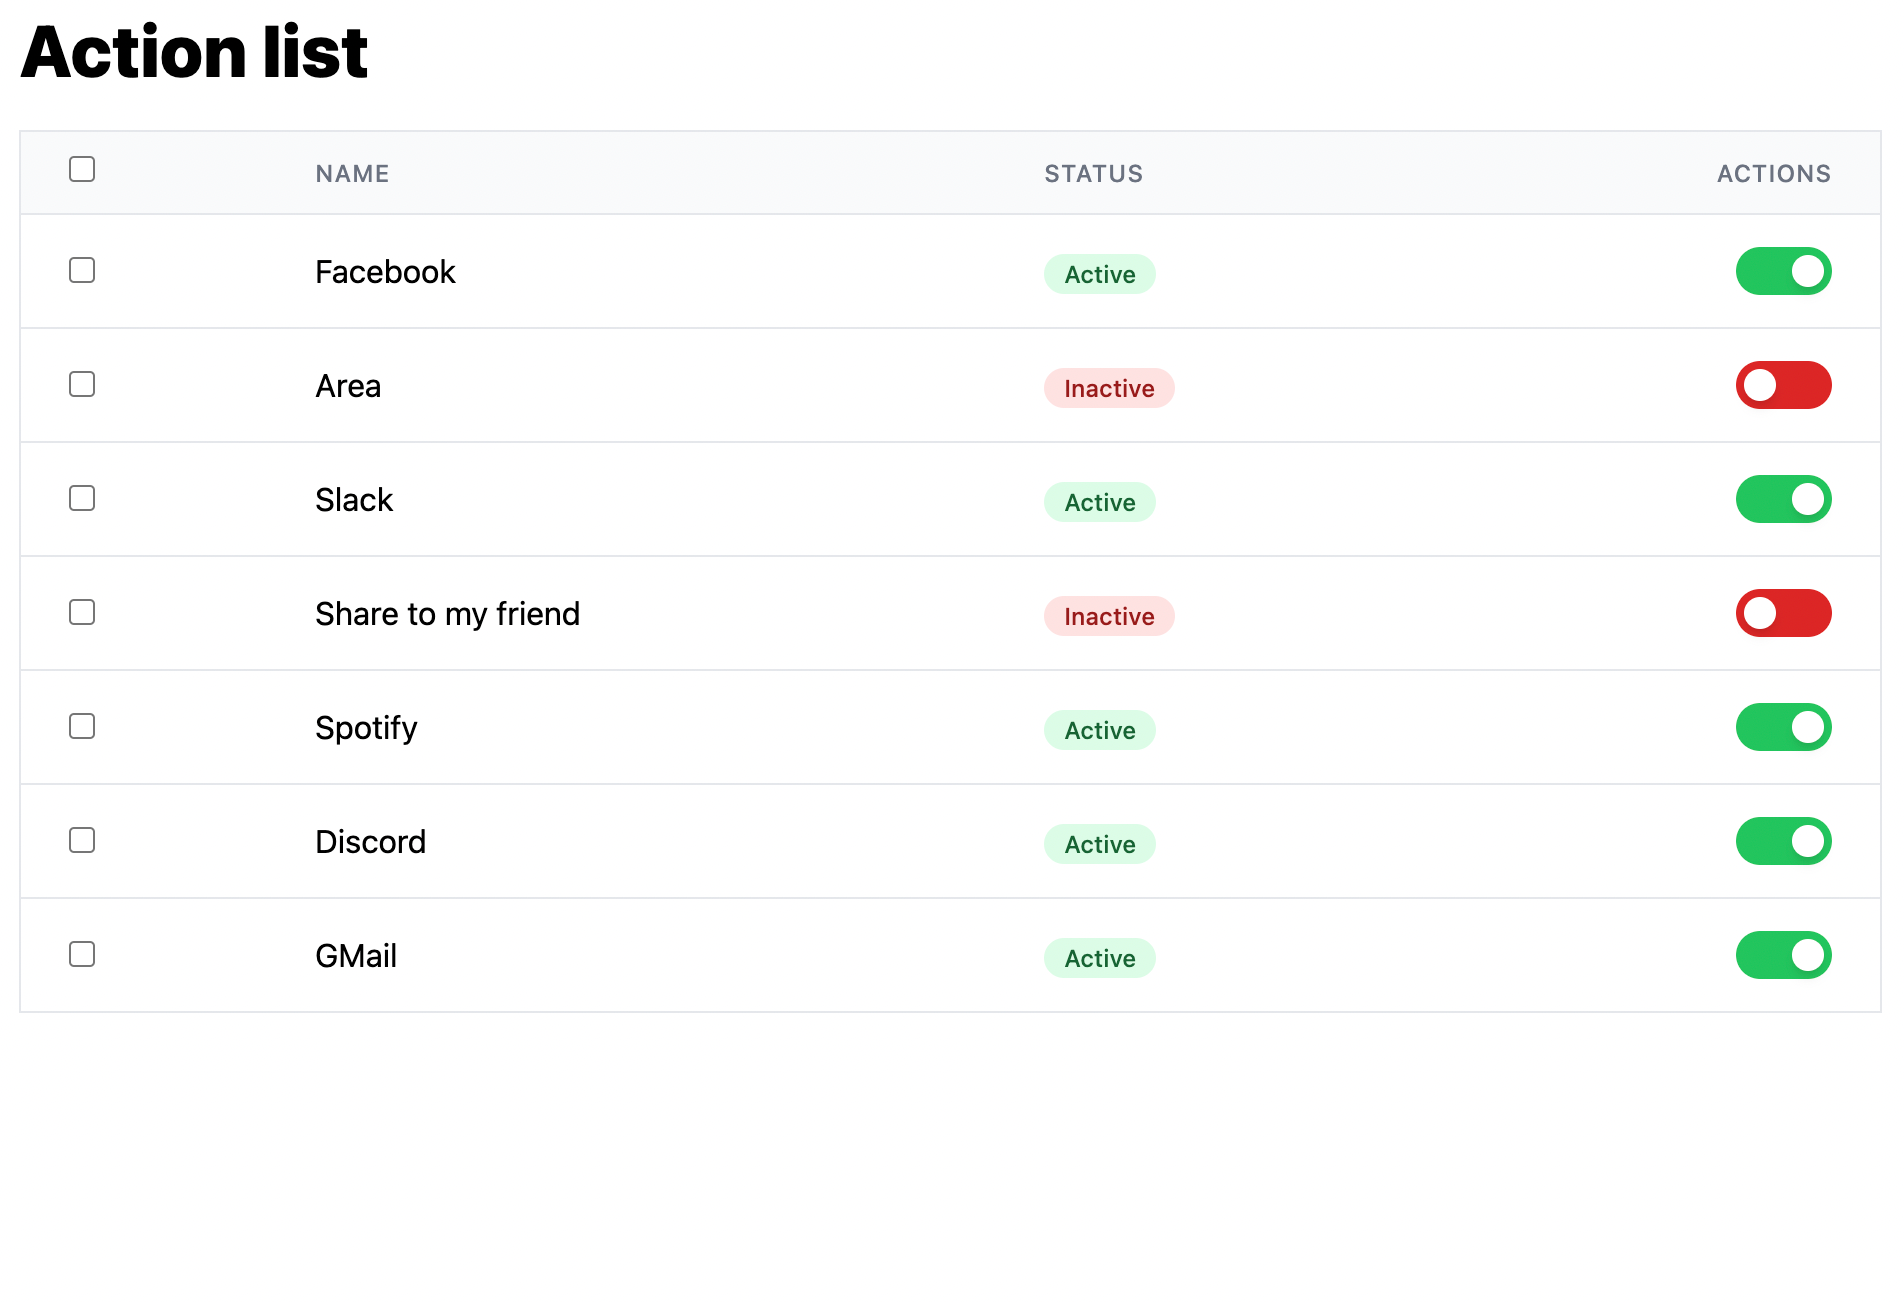 Action list
NAME STATUS ACTIONS
Facebook Active
Area Inactive
Slack Active
Share to my friend Inactive
Spotify Active
Discord Active
GMail Active